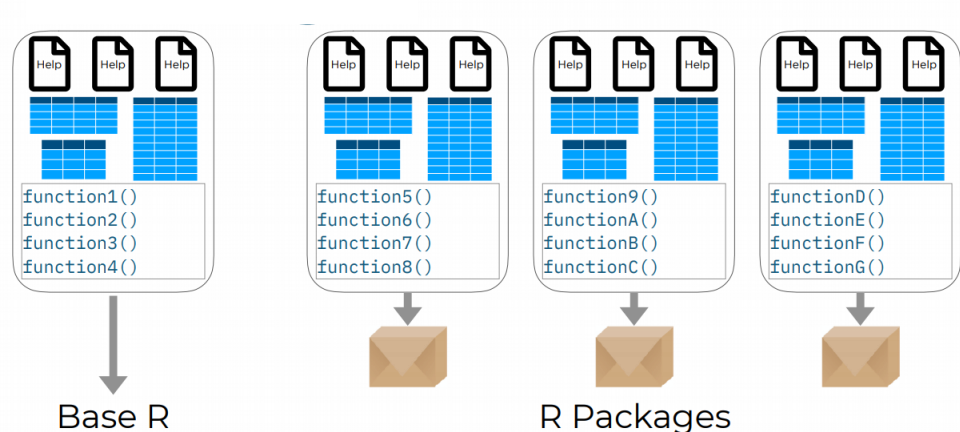 Help Help Help
function1()
function2()
function3()
function4()
Base R
Help Help Help
function5()
function6()
function7()
function8()
Help Help Help
function9()
functionA()
functionB()
functionC()
Help Help Help
functionD()
functionE()
functionF()
functionG()
R Packages